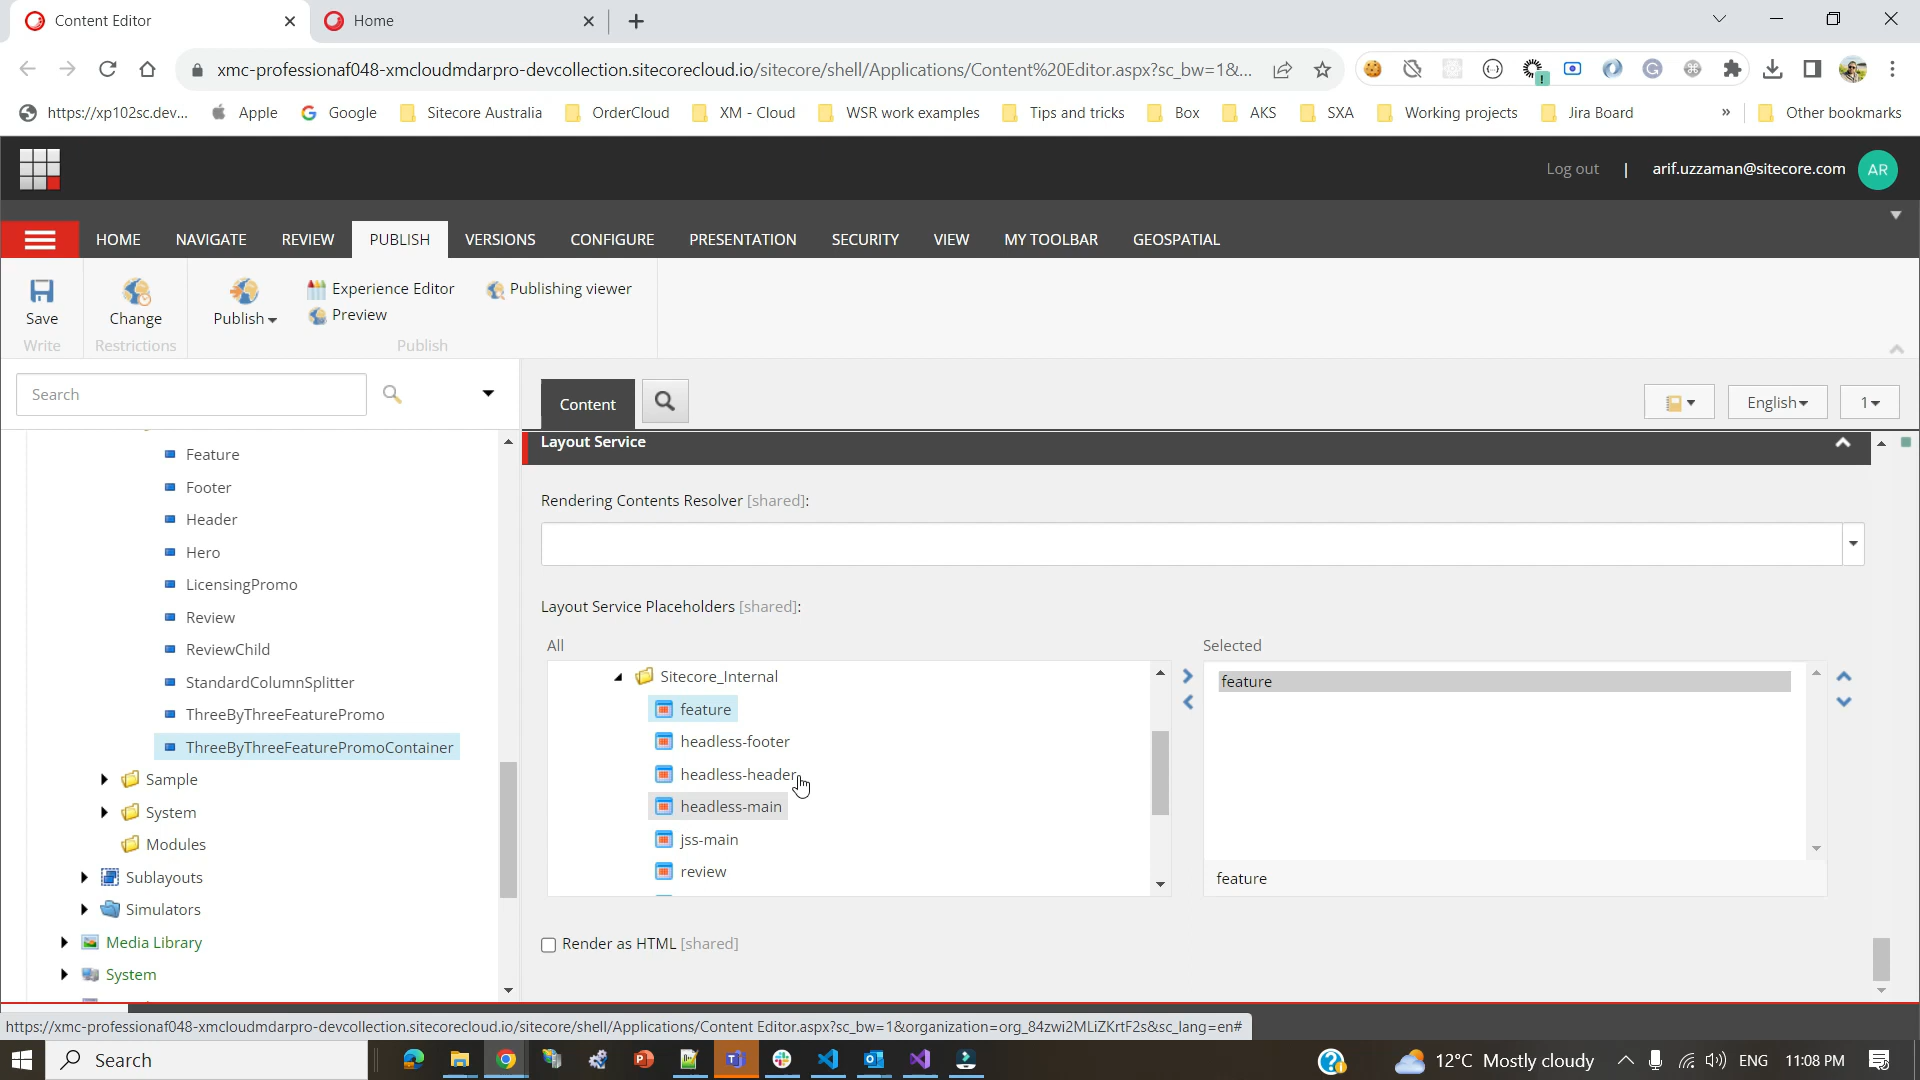 Content Editor
Home
xmc-professionaf048-xmcloudmdarpro-devcollection.sitecorecloud.io/sitecore/shell/Applications/Content%20Editor.aspx?sc_bw=1&...
https://xp102sc.dev...
Apple
Google
Sitecore Australia
OrderCloud
XM - Cloud
WSR work examples
Tips and tricks
Box
AKS
SXA
Working projects
Jira Board
»
Other bookmarks
Log out | arif.uzzaman@sitecore.com AR
HOME NAVIGATE REVIEW PUBLISH VERSIONS CONFIGURE PRESENTATION SECURITY VIEW MY TOOLBAR GEOSPATIAL
Save
Write
Change
Restrictions
Publish
Experience Editor
Preview
Publishing viewer
Publish
Search
Content
English
1
Feature
Footer
Header
Hero
LicensingPromo
Review
ReviewChild
StandardColumnSplitter
ThreeByThreeFeaturePromo
ThreeByThreeFeaturePromoContainer
Sample
System
Modules
Sublayouts
Simulators
Media Library
System
Layout Service
Rendering Contents Resolver [shared]:
Layout Service Placeholders [shared]:
All
Sitecore_Internal
feature
headless-footer
headless-header
headless-main
jss-main
review
Selected
feature
feature
Render as HTML [shared]
https://xmc-professionaf048-xmcloudmdarpro-devcollection.sitecorecloud.io/sitecore/shell/Applications/Content Editor.aspx?sc_bw=1&organization=org_84zwi2MLiZKrtF2s&sc_lang=en#
Search
12°C Mostly cloudy
ENG
11:08 PM